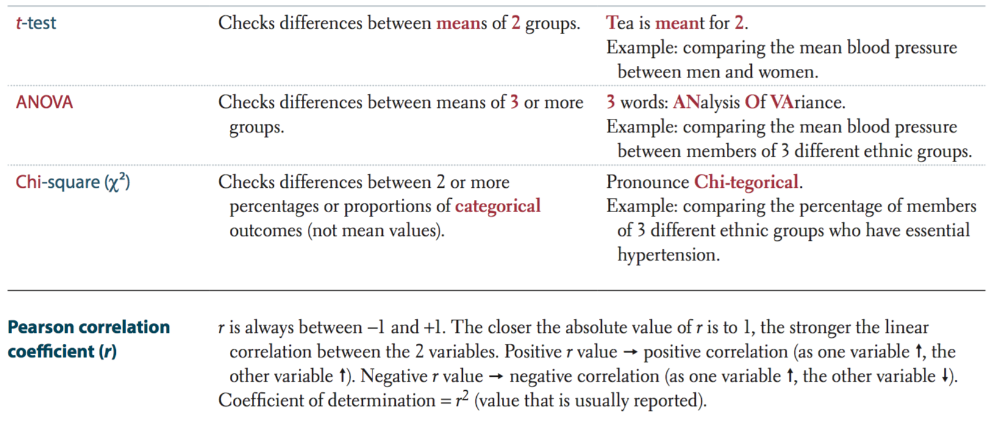 t-test
Checks differences between means of 2 groups.
Tea is meant for 2.
Example: comparing the mean blood pressure
between men and women.
ANOVA
Checks differences between means of 3 or more
groups.
3 words: ANalysis Of VAriance.
Example: comparing the mean blood pressure
between members of 3 different ethnic groups.
Chi-square (χ²)
Checks differences between 2 or more
percentages or proportions of categorical
outcomes (not mean values).
Pronounce Chi-tegorical.
Example: comparing the percentage of members
of 3 different ethnic groups who have essential
hypertension.
Pearson correlation
coefficient (r)
r is always between −1 and +1. The closer the absolute value of r is to 1, the stronger the linear
correlation between the 2 variables. Positive r value → positive correlation (as one variable ↑, the
other variable ↑). Negative r value → negative correlation (as one variable ↑, the other variable ↓).
Coefficient of determination = r² (value that is usually reported).